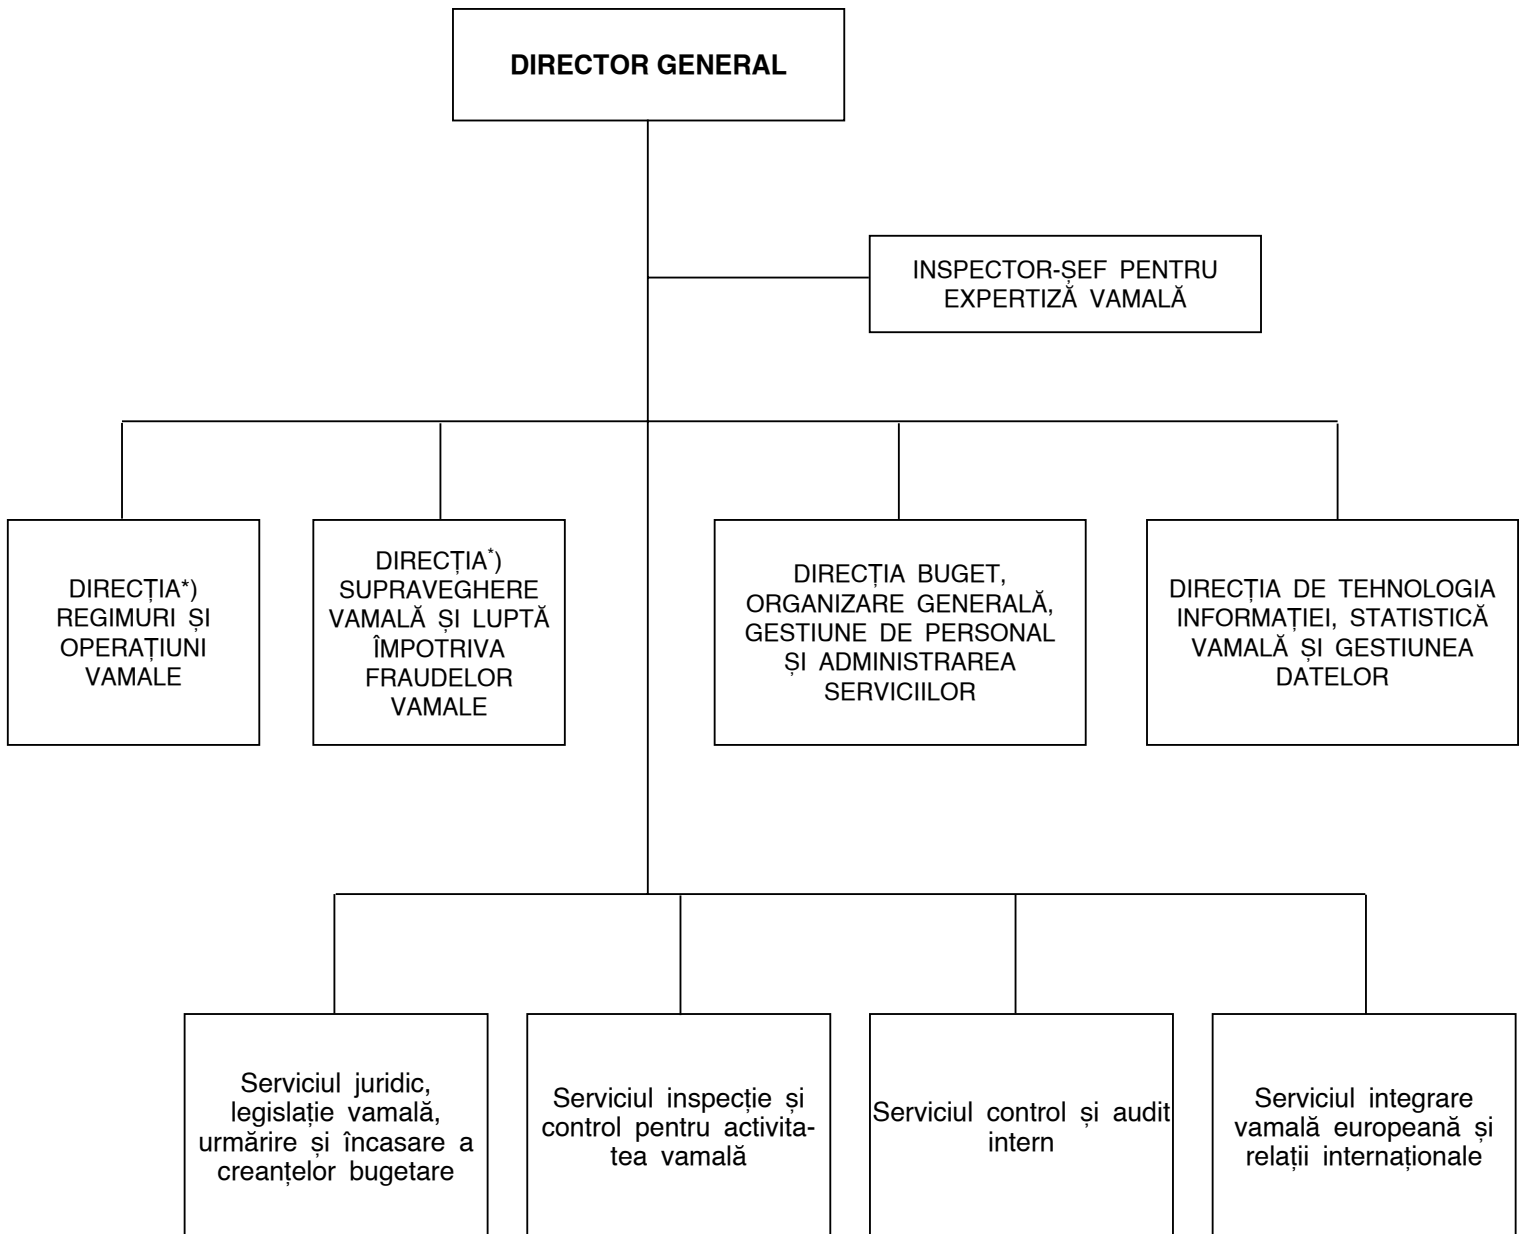 DIRECTOR GENERAL
INSPECTOR-ȘEF PENTRU
EXPERTIZĂ VAMALĂ
DIRECȚIA*)
REGIMURI ȘI
OPERAȚIUNI
VAMALE
DIRECȚIA*)
SUPRAVEGHERE
VAMALĂ ȘI LUPTĂ
ÎMPOTRIVA
FRAUDELOR
VAMALE
DIRECȚIA BUGET,
ORGANIZARE GENERALĂ,
GESTIUNE DE PERSONAL
ȘI ADMINISTRAREA
SERVICIILOR
DIRECȚIA DE TEHNOLOGIA
INFORMAȚIEI, STATISTICĂ
VAMALĂ ȘI GESTIUNEA
DATELOR
Serviciul juridic,
legislație vamală,
urmărire și încasare a
creanțelor bugetare
Serviciul inspecție și
control pentru activita-
tea vamală
Serviciul control și audit
intern
Serviciul integrare
vamală europeană și
relații internaționale